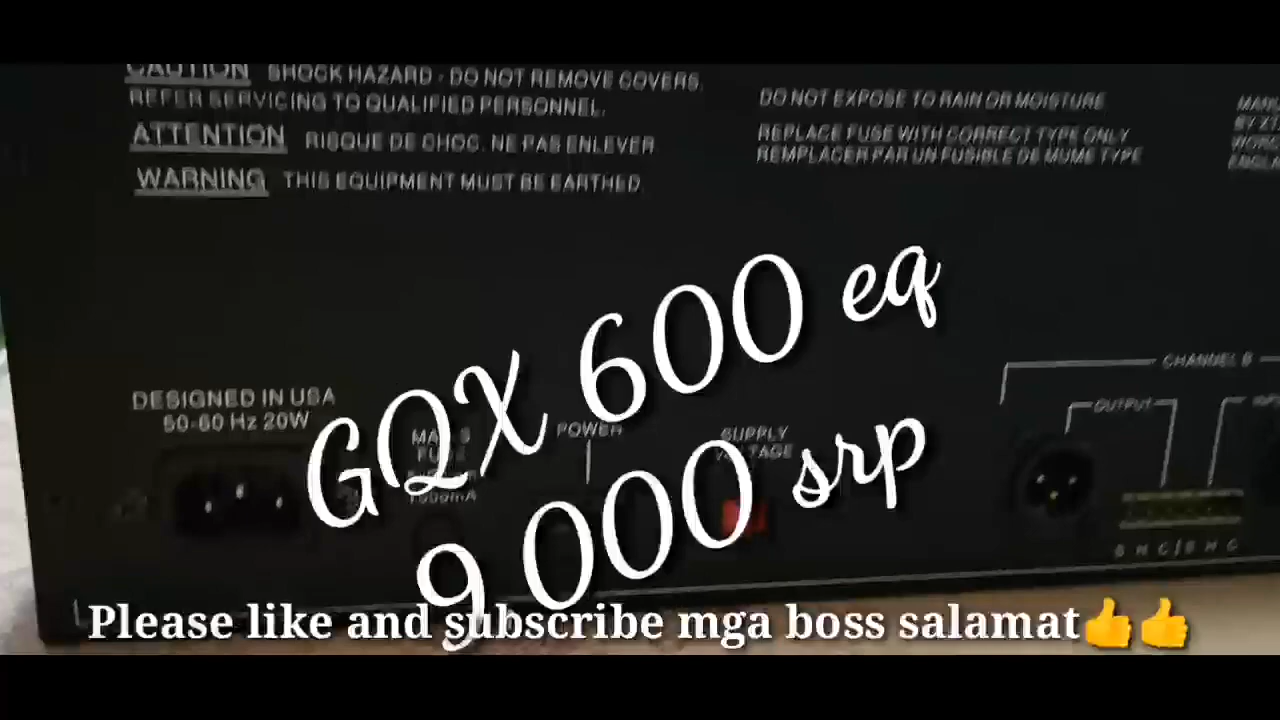 CAUTION SHOCK HAZARD - DO NOT REMOVE COVERS.
REFER SERVICING TO QUALIFIED PERSONNEL.
ATTENTION RISQUE DE CHOC. NE PAS ENLEVER
WARNING THIS EQUIPMENT MUST BE EARTHED.
DO NOT EXPOSE TO RAIN OR MOISTURE
REPLACE FUSE WITH CORRECT TYPE ONLY
REMPLACER PAR UN FUSIBLE DE MUME TYPE
GQX 600 eq
9,000 srp
DESIGNED IN USA
50-60 Hz 20W
POWER
SUPPLY
VOLTAGE
CHANNEL B
OUTPUT
Please like and subscribe mga boss salamat👍👍